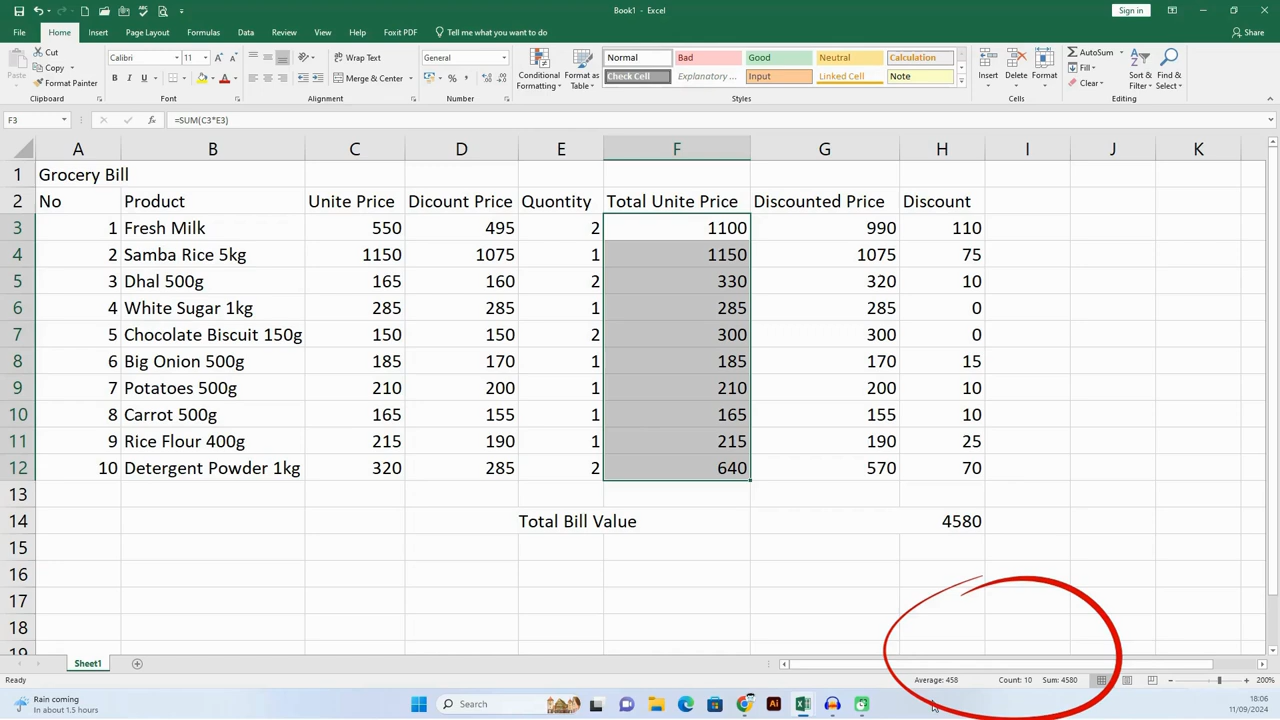 Book1 - Excel
Sign in
File Home Insert Page Layout Formulas Data Review View Help Foxit PDF Tell me what you want to do Share
Paste
Cut
Copy
Format Painter
Clipboard
Calibri 11
B I U
Font
Wrap Text
Merge & Center
Alignment
General
Number
Conditional Formatting
Format as Table
Normal Bad Good Neutral Calculation
Check Cell Explanatory ... Input Linked Cell Note
Styles
Insert Delete Format
Cells
AutoSum
Fill
Clear
Sort & Filter
Find & Select
Editing
F3 =SUM(C3*E3)
A B C D E F G H I J K
1 Grocery Bill
2 No Product Unite Price Dicount Price Quontity Total Unite Price Discounted Price Discount
3 1 Fresh Milk 550 495 2 1100 990 110
4 2 Samba Rice 5kg 1150 1075 1 1150 1075 75
5 3 Dhal 500g 165 160 2 330 320 10
6 4 White Sugar 1kg 285 285 1 285 285 0
7 5 Chocolate Biscuit 150g 150 150 2 300 300 0
8 6 Big Onion 500g 185 170 1 185 170 15
9 7 Potatoes 500g 210 200 1 210 200 10
10 8 Carrot 500g 165 155 1 165 155 10
11 9 Rice Flour 400g 215 190 1 215 190 25
12 10 Detergent Powder 1kg 320 285 2 640 570 70
13
14 Total Bill Value 4580
15
16
17
18
19
Sheet1
Average: 458 Count: 10 Sum: 4580 200%
Rain coming
In about 1.5 hours
Search
18:06
11/09/2024